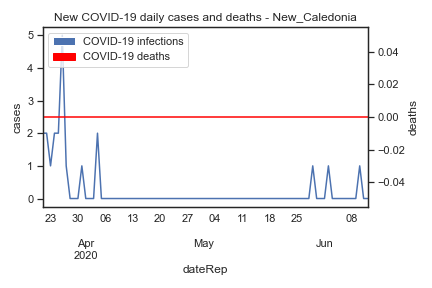 New COVID-19 daily cases and deaths - New_Caledonia
COVID-19 infections
COVID-19 deaths
5
4
3
2
1
0
cases
0.04
0.02
0.00
−0.02
−0.04
deaths
23 30 06 13 20 27 04 11 18 25 08
Apr May Jun
2020
dateRep